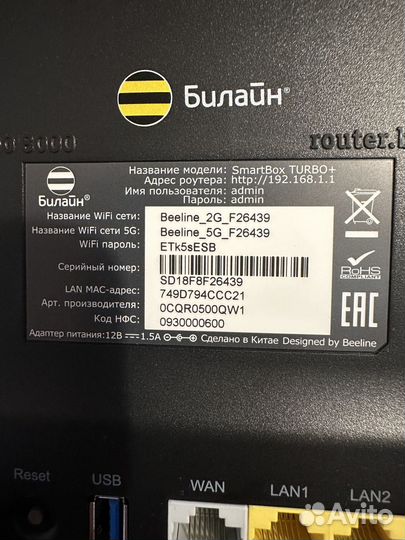 Билайн®
router.b
Билайн®
Название модели: SmartBox TURBO+
Адрес роутера: http://192.168.1.1
Имя пользователя: admin
Пароль: admin
Название WiFi сети: Beeline_2G_F26439
Название WiFi сети 5G: Beeline_5G_F26439
WiFi пароль: ETk5sESB
Серийный номер:
SD18F8F26439
LAN MAC-адрес: 749D794CCC21
Арт. производителя: 0CQR0500QW1
Код НФС: 0930000600
RoHS
COMPLIANT
EAC
Адаптер питания: 12В 1.5А Сделано в Китае Designed by Beeline
Reset
USB
WAN
LAN1
LAN2
Avito